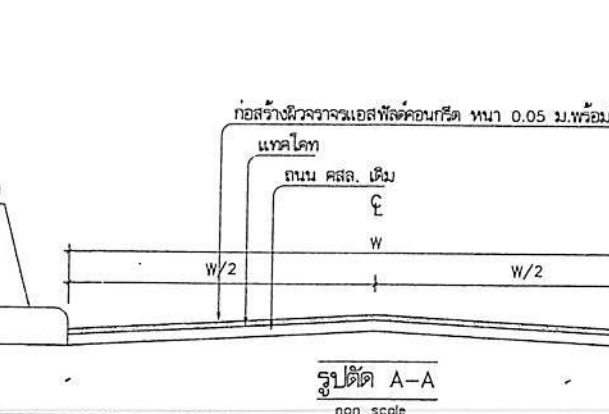 ก่อสร้างผิวจราจรแอสฟัลต์คอนกรีต หนา 0.05 ม.พร้อม
แทคโคท
ถนน คสล. เดิม
W
W/2
W/2
รูปตัด A-A
non scale